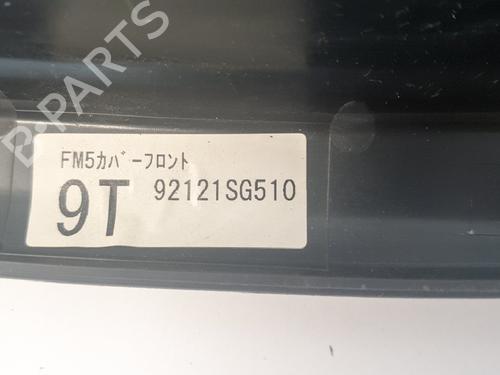 B-PARTS
FM5ｶﾊﾞｰﾌﾛﾝﾄ
9T 92121SG510